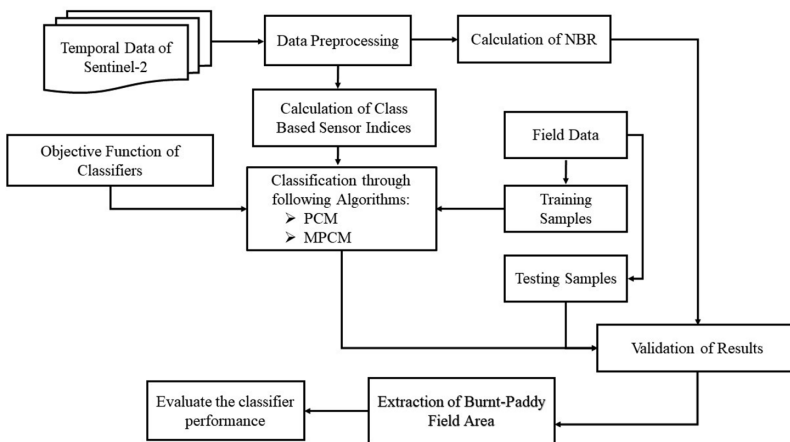 Temporal Data of
Sentinel-2
Data Preprocessing
Calculation of NBR
Calculation of Class
Based Sensor Indices
Field Data
Objective Function of
Classifiers
Classification through
following Algorithms:
➢ PCM
➢ MPCM
Training
Samples
Testing Samples
Validation of Results
Evaluate the classifier
performance
Extraction of Burnt-Paddy
Field Area